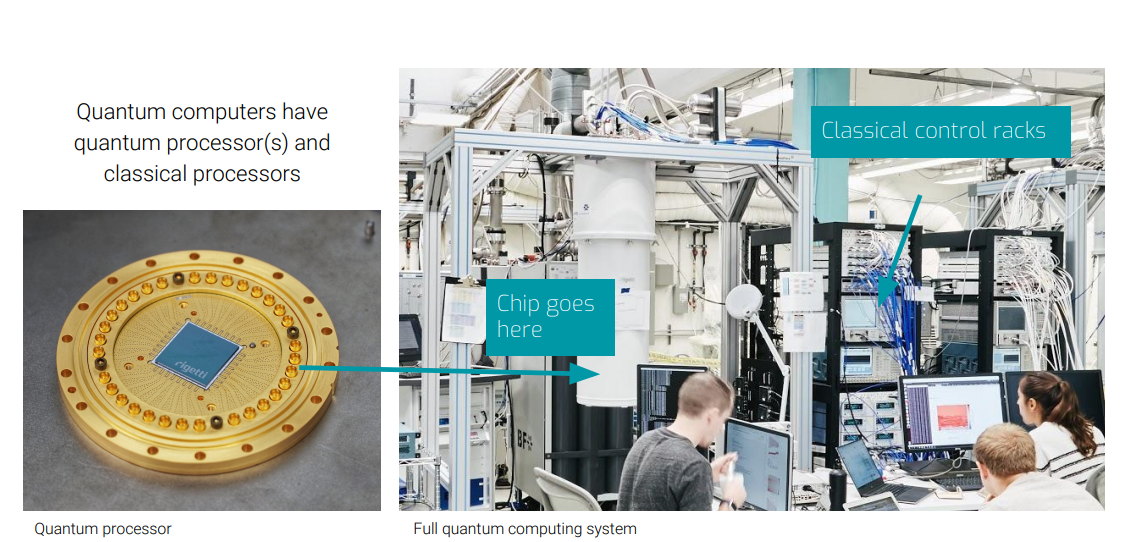 Quantum computers have
quantum processor(s) and
classical processors
rigetti
Quantum processor
Classical control racks
Chip goes
here
BF
Full quantum computing system